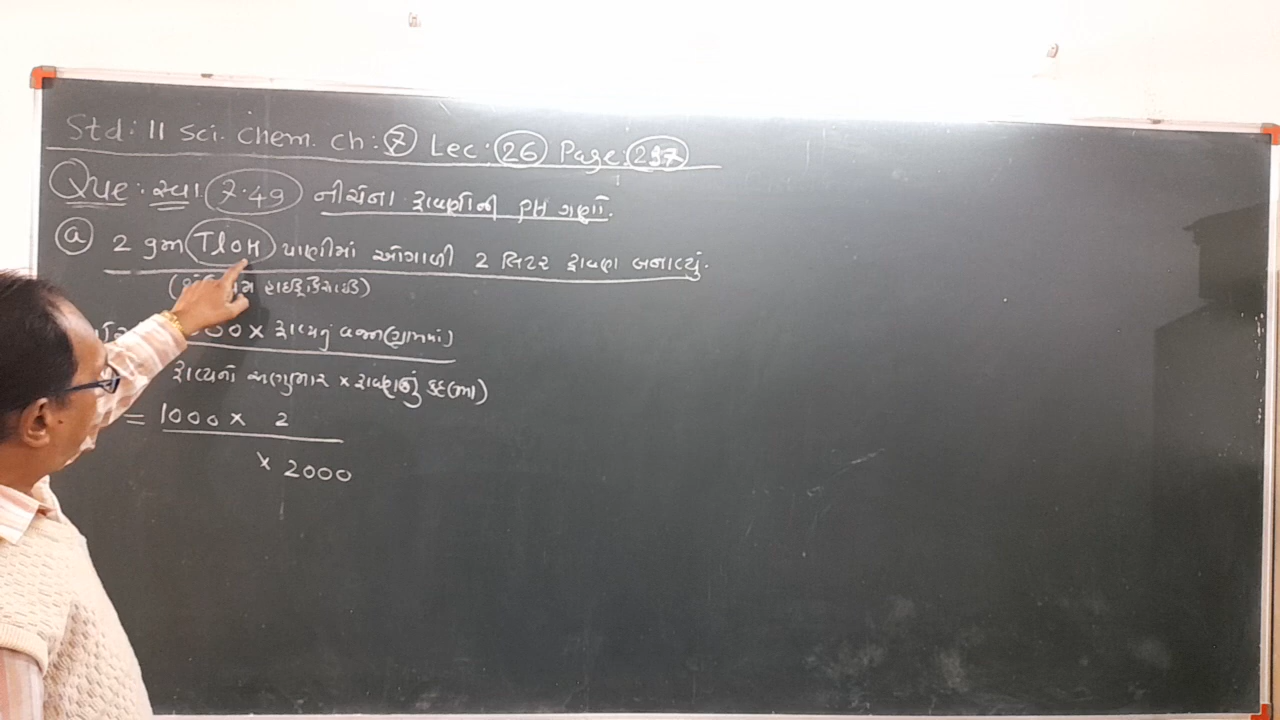 Std: 11 Sci. Chem. Ch: 7 Lec: 26 Page: 237
Que: સ્વા. 7.49 નીચેના દ્રાવણોની PH ગણો.
(a) 2 gm TlOH પાણીમાં ઓગાળી 2 લિટર દ્રાવણ બનાવ્યું.
હાઇડ્રોક્સાઇડ)
× દ્રાવ્યનું વજન(ગ્રામમાં)
દ્રાવ્યનો અણુભાર × દ્રાવણનું કદ(મિ)
= 1000 × 2
× 2000